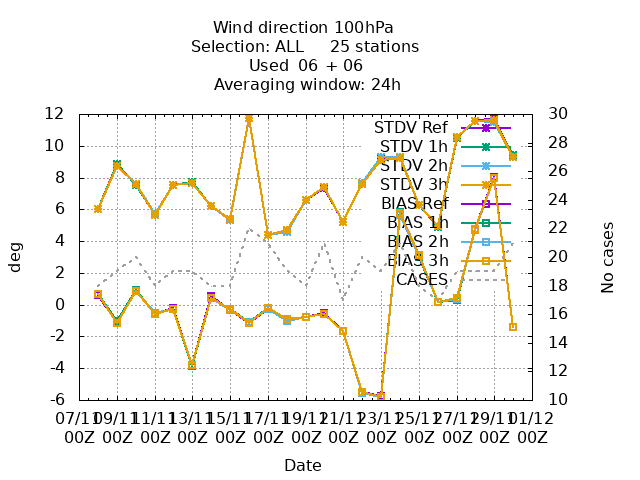 Wind direction 100hPa
Selection: ALL 25 stations
Used 06 + 06
Averaging window: 24h
12
10
8
6
4
2
0
-2
-4
-6
deg
30
28
26
24
22
20
18
16
14
12
10
No cases
STDV Ref
STDV 1h
STDV 2h
STDV 3h
BIAS Ref
BIAS 1h
BIAS 2h
BIAS 3h
CASES
07/11 09/11 11/11 13/11 15/11 17/11 19/11 21/11 23/11 25/11 27/11 29/11 01/12
00Z 00Z 00Z 00Z 00Z 00Z 00Z 00Z 00Z 00Z 00Z 00Z 00Z
Date